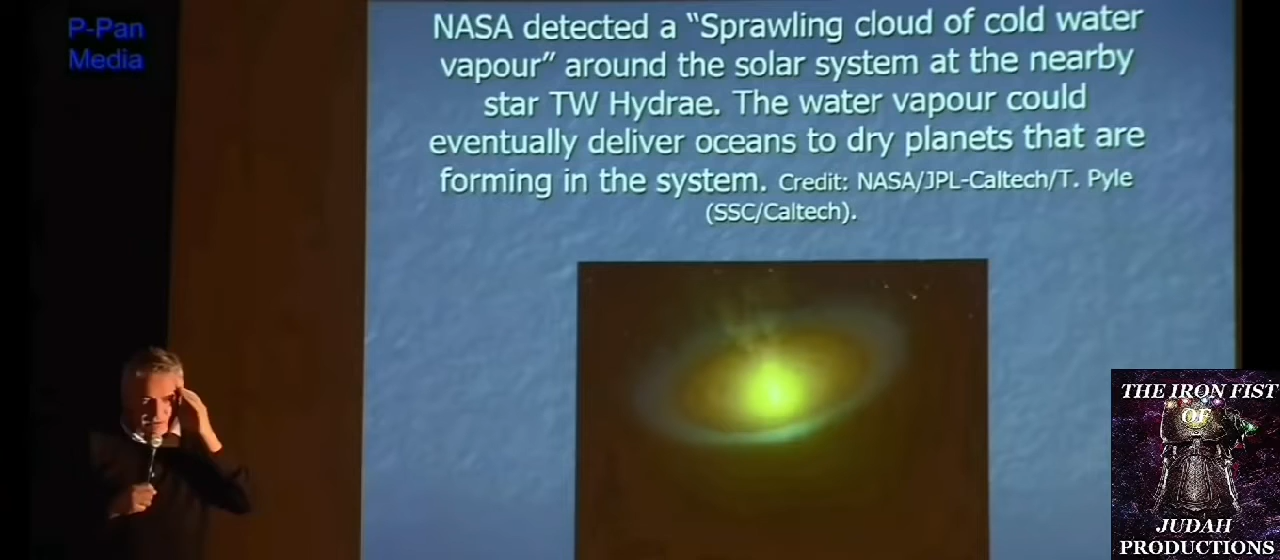 P-Pan
Media
NASA detected a “Sprawling cloud of cold water
vapour” around the solar system at the nearby
star TW Hydrae. The water vapour could
eventually deliver oceans to dry planets that are
forming in the system. Credit: NASA/JPL-Caltech/T. Pyle
(SSC/Caltech).
THE IRON FIST
OF
JUDAH
PRODUCTIONS